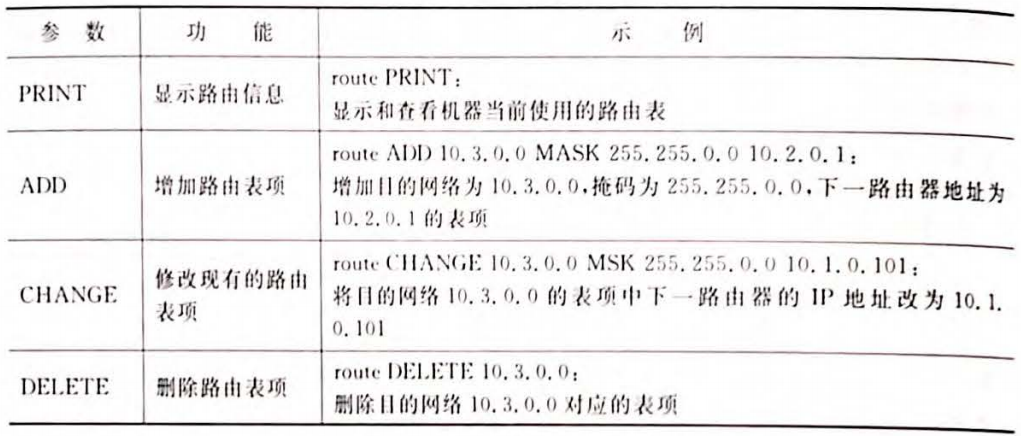 参 数 功 能 示 例
PRINT 显示路由信息 route PRINT;
显示和查看机器当前使用的路由表
ADD 增加路由表项 route ADD 10.3.0.0 MASK 255.255.0.0 10.2.0.1;
增加目的网络为 10.3.0.0,掩码为 255.255.0.0,下一路由器地址为
10.2.0.1 的表项
CHANGE 修改现有的路由
表项
route CHANGE 10.3.0.0 MSK 255.255.0.0 10.1.0.101;
将目的网络 10.3.0.0 的表项中下一路由器的 IP 地址改为 10.1.
0.101
DELETE 删除路由表项 route DELETE 10.3.0.0;
删除目的网络 10.3.0.0 对应的表项